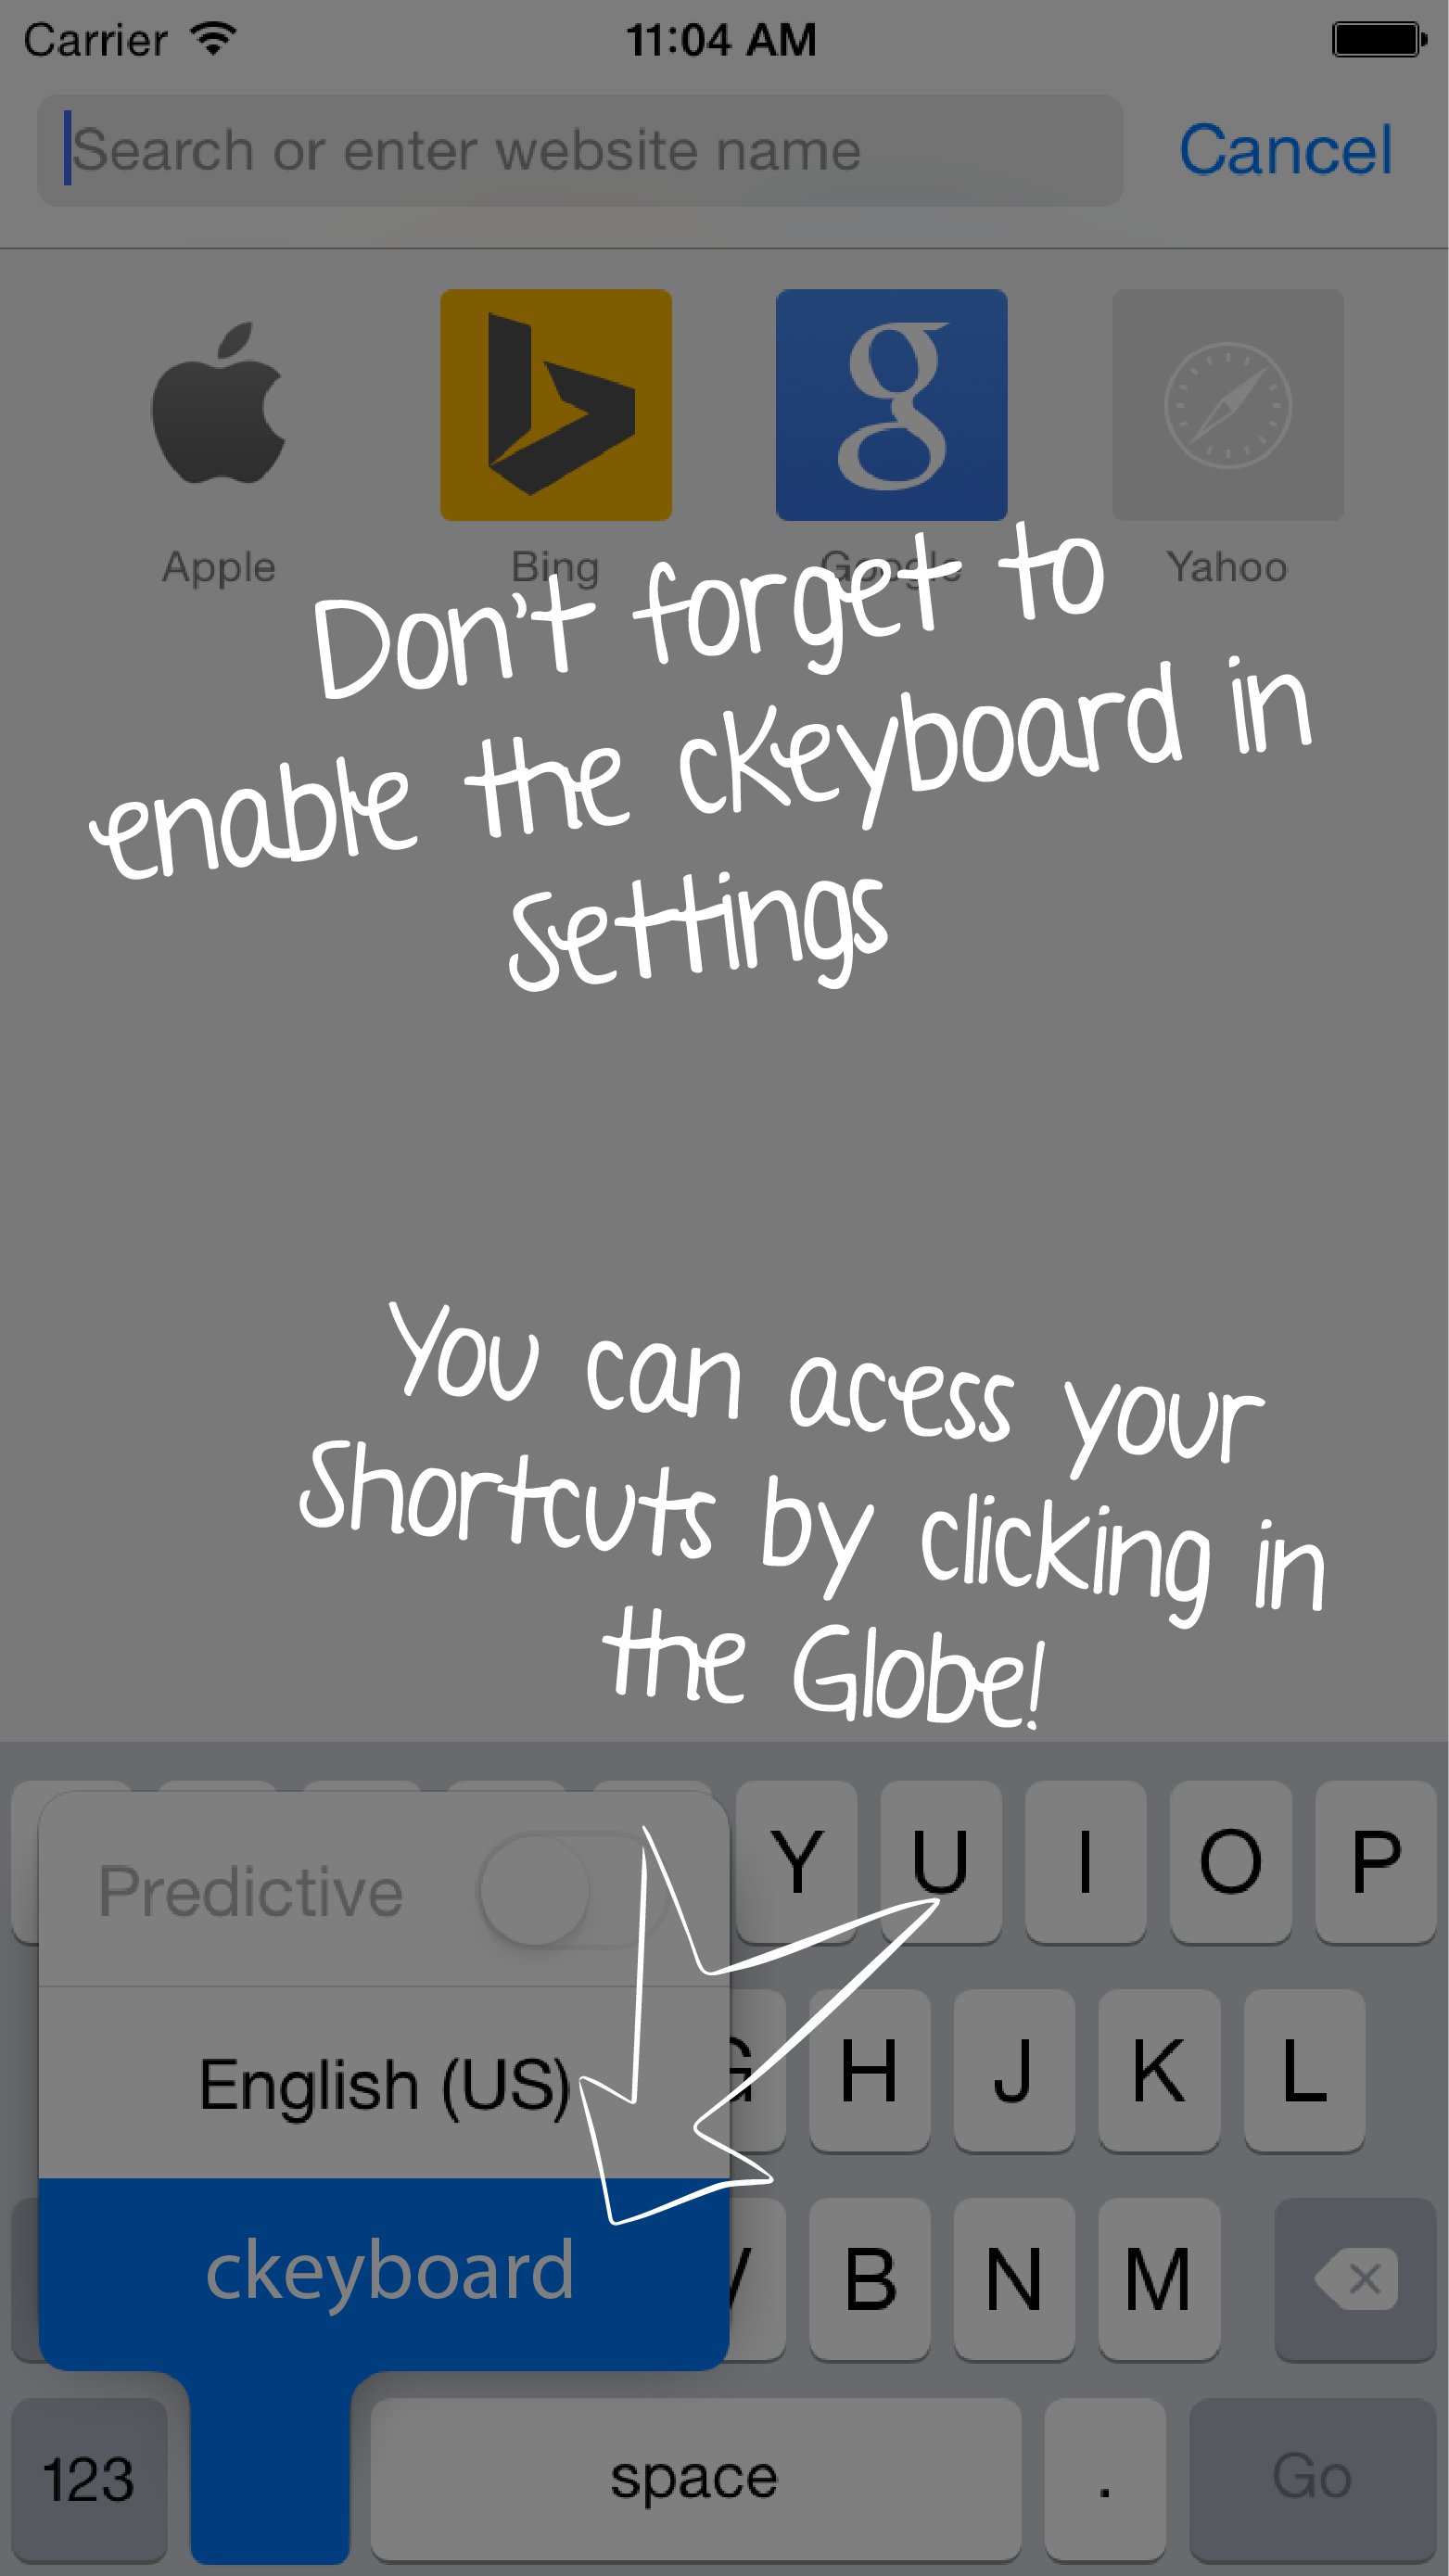 Carrier 11:04 AM
Search or enter website name Cancel
Apple Bing Google Yahoo
Don't forget to
enable the cKeyboard in
Settings
You can acess your
Shortcuts by clicking in
the Globe!
Y U I O P
Predictive
G H J K L
English (US)
V B N M
ckeyboard
123 space . Go